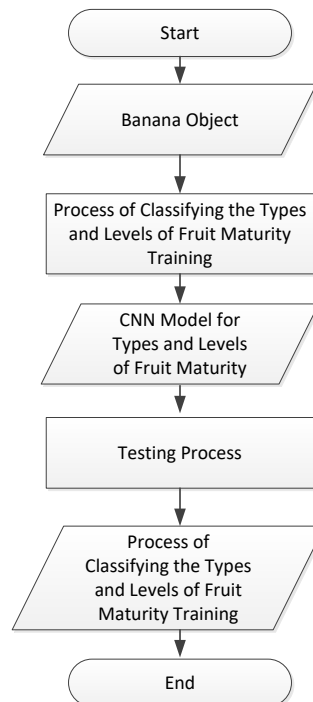 Start
Banana Object
Process of Classifying the Types
and Levels of Fruit Maturity
Training
CNN Model for
Types and Levels
of Fruit Maturity
Testing Process
Process of
Classifying the Types
and Levels of Fruit
Maturity Training
End